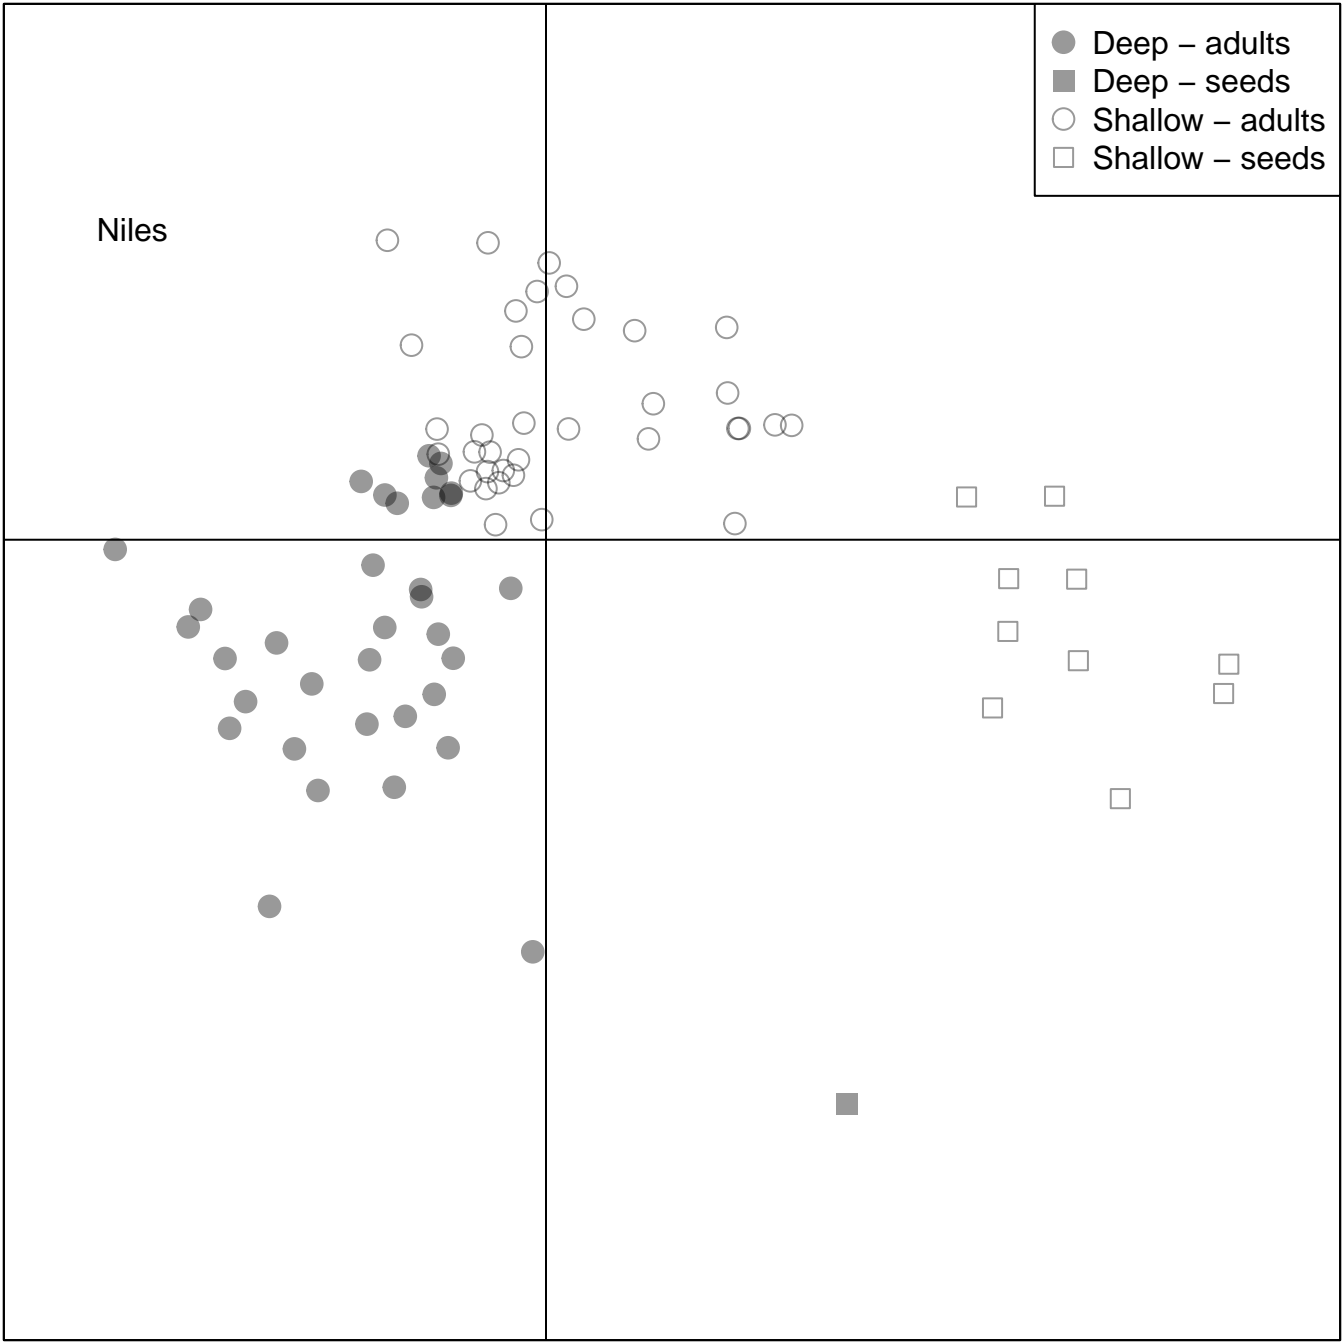 Deep – adults
Deep – seeds
Shallow – adults
Shallow – seeds
Niles